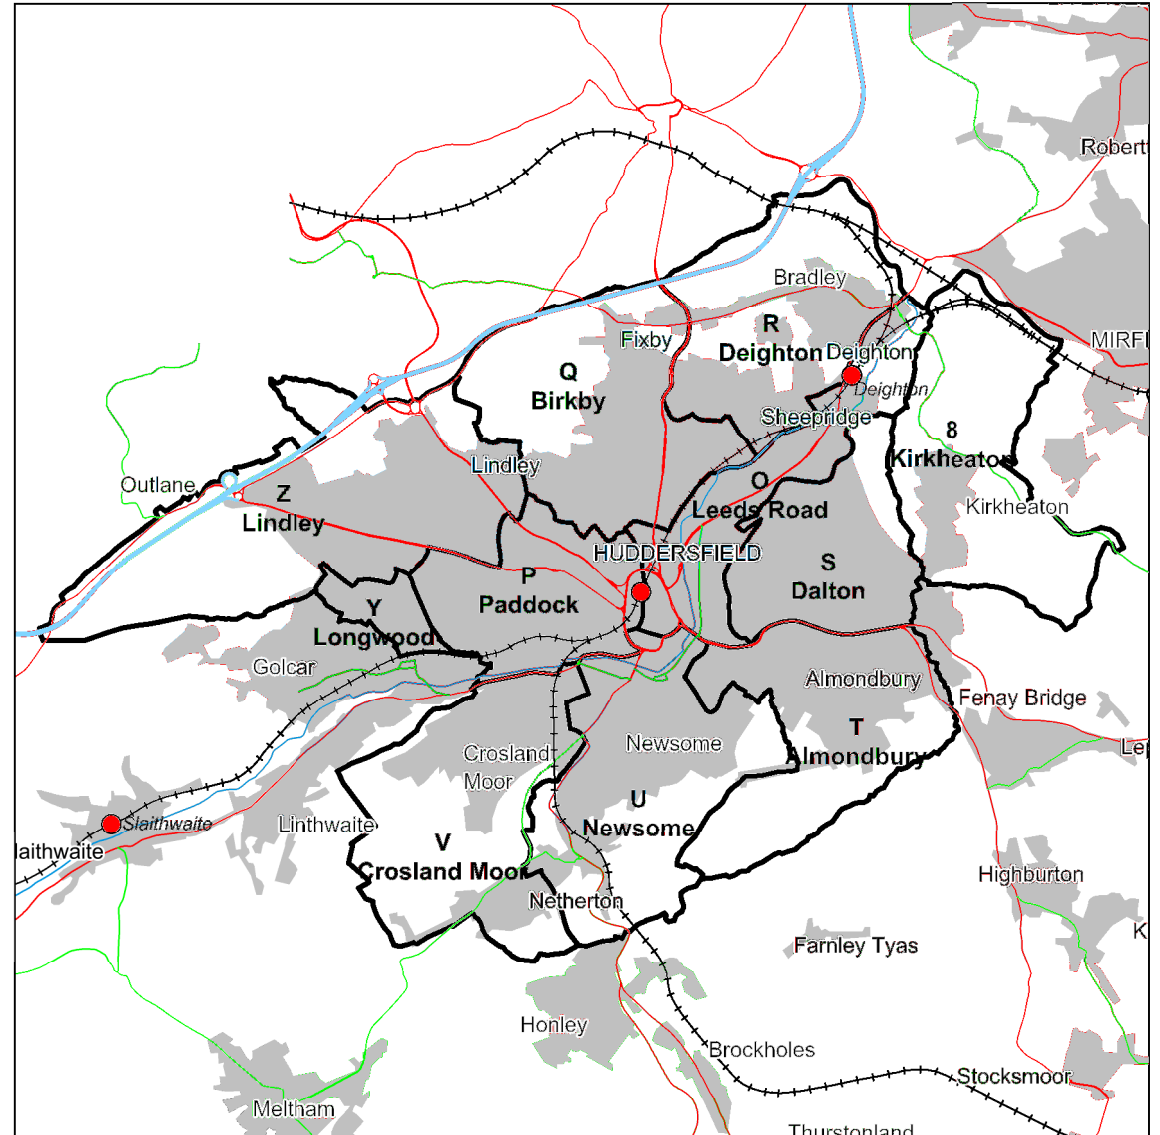 Robertt
Bradley
R
Fixby
Deighton
Deighton
MIRFI
Q
Birkby
Deighton
Sheepridge
8
Kirkheaton
Lindley
Outlane
Z
O
Lindley
Leeds Road
Kirkheaton
HUDDERSFIELD
P
S
Paddock
Dalton
Y
Longwood
Golcar
Almondbury
Fenay Bridge
T
Almondbury
Lep
Crosland
Moor
Newsome
U
Newsome
Slaithwaite
Linthwaite
laithwaite
V
Crosland Moor
Highburton
Netherton
K
Farnley Tyas
Honley
Brockholes
Stocksmoor
Meltham
Thurstonland